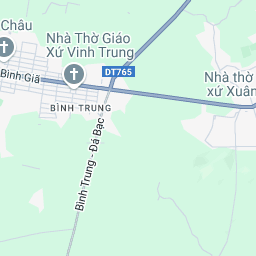 Châu
Nhà Thờ Giáo
Xứ Vinh Trung
DT765
Nhà thờ
xứ Xuân
Bình Giã
BÌNH TRUNG
Bình Trung - Đá Bạc